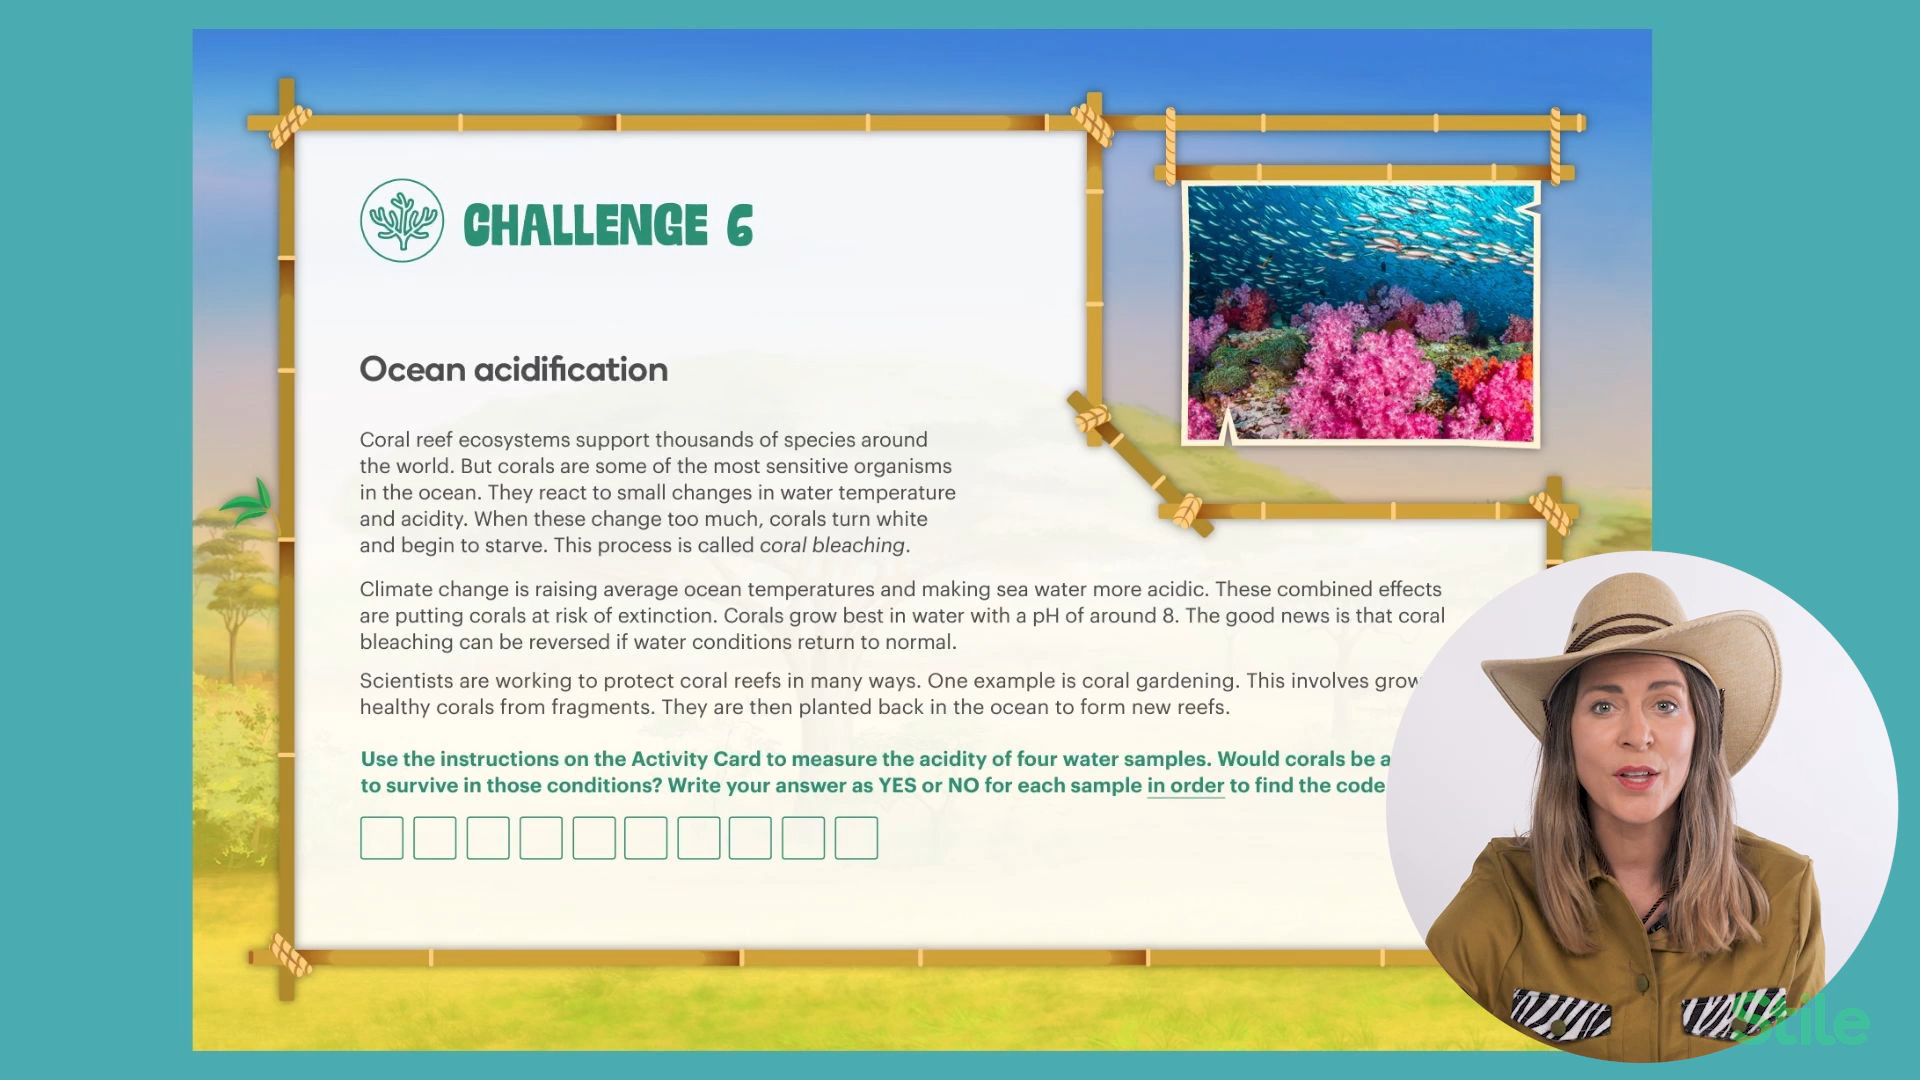 CHALLENGE 6
Ocean acidification
Coral reef ecosystems support thousands of species around
the world. But corals are some of the most sensitive organisms
in the ocean. They react to small changes in water temperature
and acidity. When these change too much, corals turn white
and begin to starve. This process is called coral bleaching.
Climate change is raising average ocean temperatures and making sea water more acidic. These combined effects
are putting corals at risk of extinction. Corals grow best in water with a pH of around 8. The good news is that coral
bleaching can be reversed if water conditions return to normal.
Scientists are working to protect coral reefs in many ways. One example is coral gardening. This involves grow
healthy corals from fragments. They are then planted back in the ocean to form new reefs.
Use the instructions on the Activity Card to measure the acidity of four water samples. Would corals be a
to survive in those conditions? Write your answer as YES or NO for each sample in order to find the code
Stile